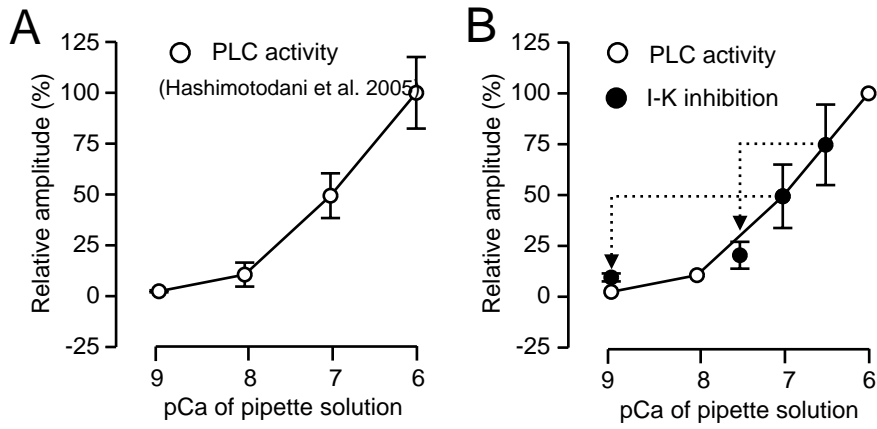 A
PLC activity
(Hashimotodani et al. 2005)
Relative amplitude (%)
125
100
75
50
25
0
-25
9 8 7 6
pCa of pipette solution
B
PLC activity
I-K inhibition
Relative amplitude (%)
125
100
75
50
25
0
-25
9 8 7 6
pCa of pipette solution